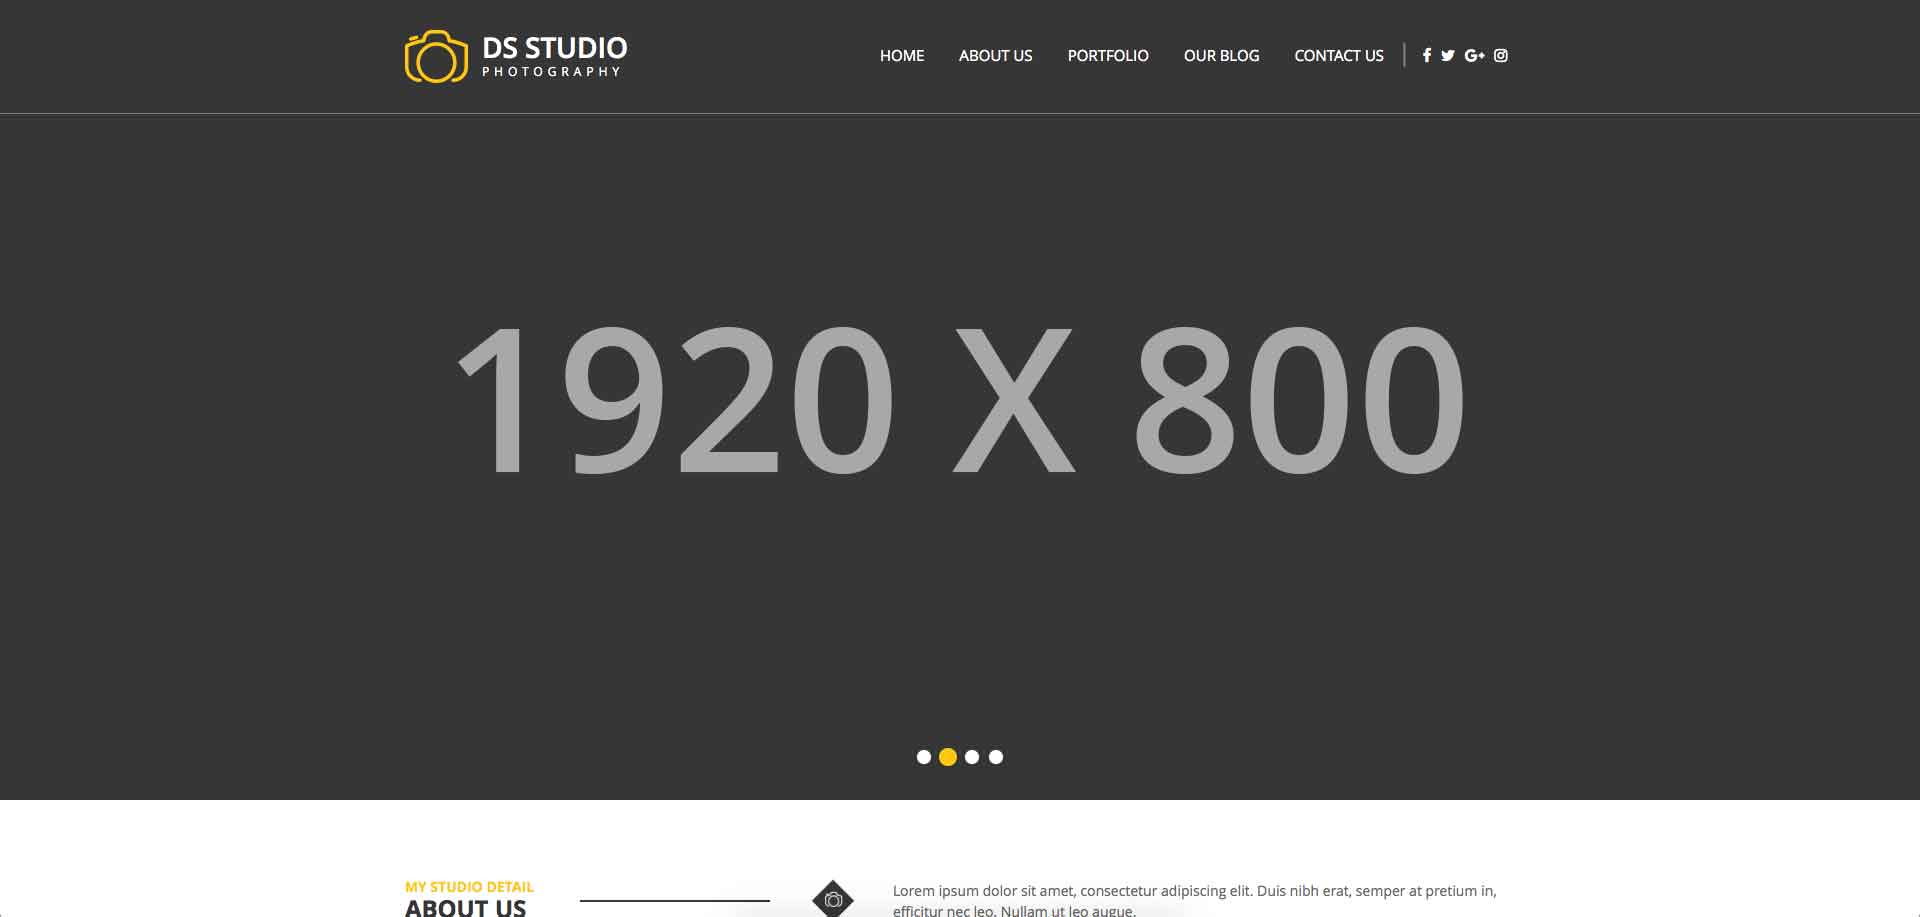 DS STUDIO
PHOTOGRAPHY
HOME ABOUT US PORTFOLIO OUR BLOG CONTACT US
1920 X 800
MY STUDIO DETAIL
ABOUT US
Lorem ipsum dolor sit amet, consectetur adipiscing elit. Duis nibh erat, semper at pretium in,
efficitur nec leo. Nullam ut leo augue.